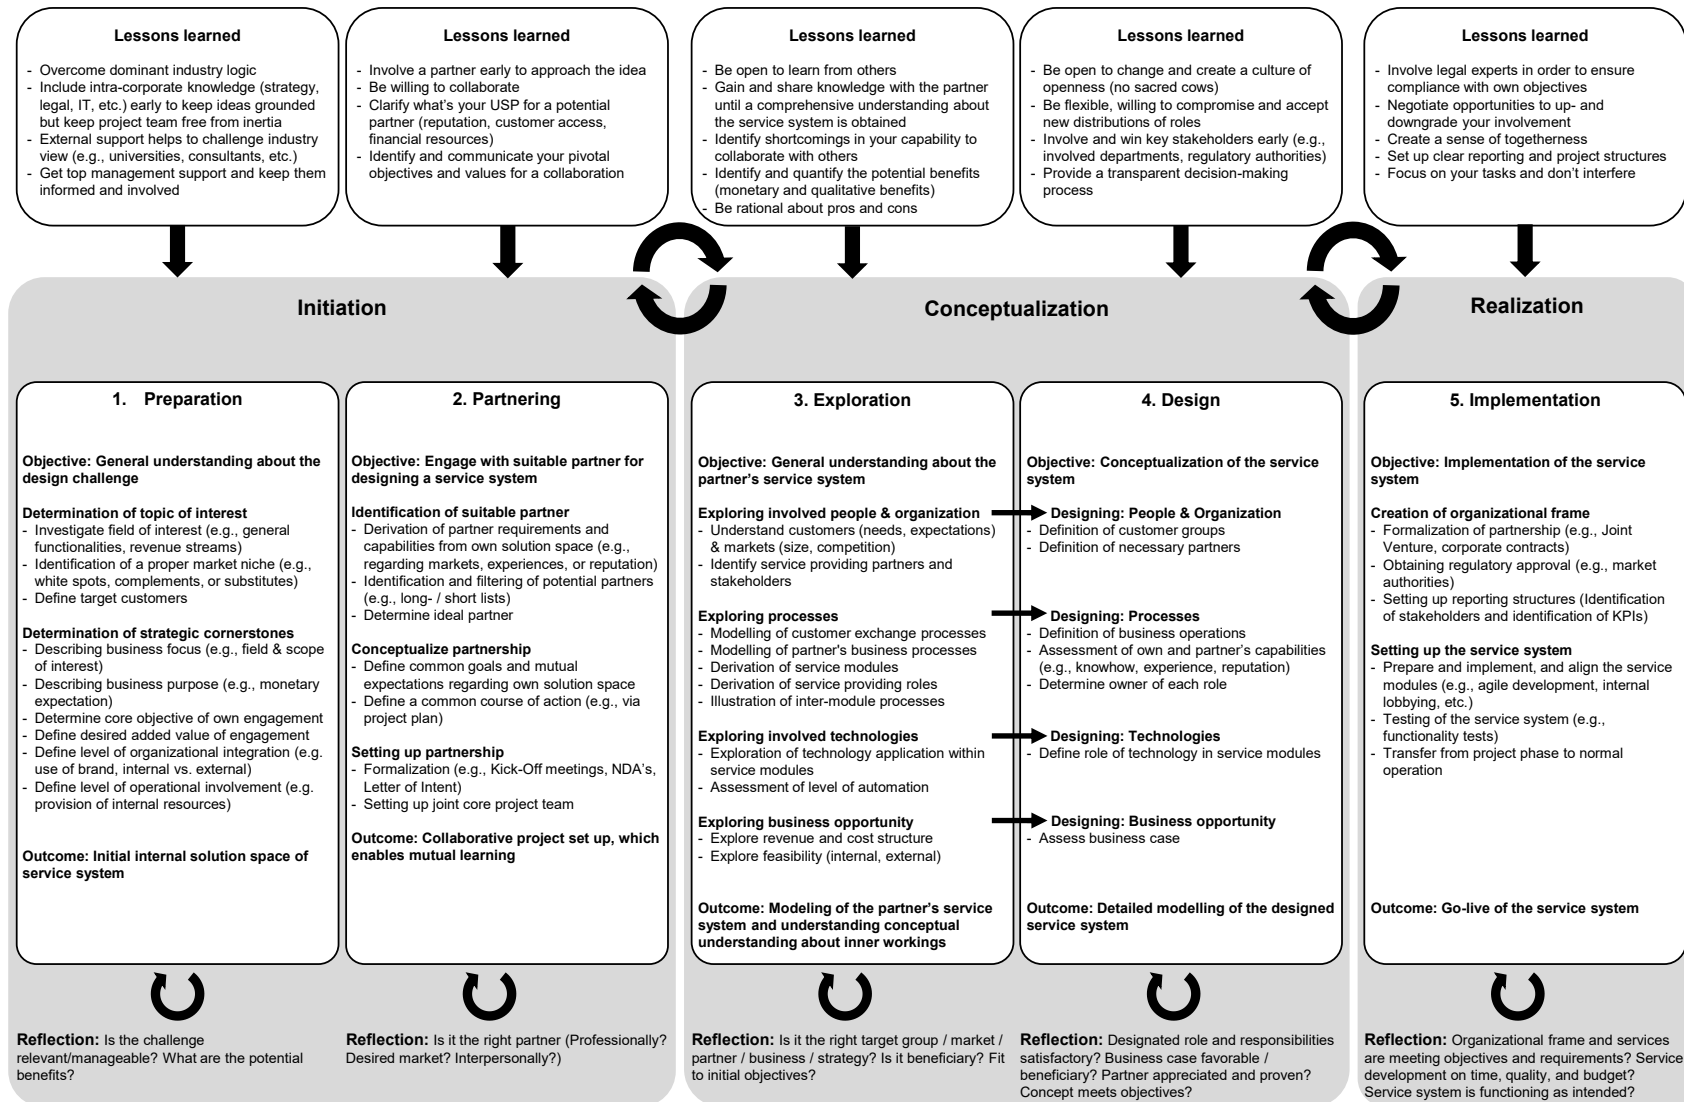 Lessons learned
- Overcome dominant industry logic
- Include intra-corporate knowledge (strategy,
legal, IT, etc.) early to keep ideas grounded
but keep project team free from inertia
- External support helps to challenge industry
view (e.g., universities, consultants, etc.)
- Get top management support and keep them
informed and involved
Lessons learned
- Involve a partner early to approach the idea
- Be willing to collaborate
- Clarify what's your USP for a potential
partner (reputation, customer access,
financial resources)
- Identify and communicate your pivotal
objectives and values for a collaboration
Lessons learned
- Be open to learn from others
- Gain and share knowledge with the partner
until a comprehensive understanding about
the service system is obtained
- Identify shortcomings in your capability to
collaborate with others
- Identify and quantify the potential benefits
(monetary and qualitative benefits)
- Be rational about pros and cons
Lessons learned
- Be open to change and create a culture of
openness (no sacred cows)
- Be flexible, willing to compromise and accept
new distributions of roles
- Involve and win key stakeholders early (e.g.,
involved departments, regulatory authorities)
- Provide a transparent decision-making
process
Lessons learned
- Involve legal experts in order to ensure
compliance with own objectives
- Negotiate opportunities to up- and
downgrade your involvement
- Create a sense of togetherness
- Set up clear reporting and project structures
- Focus on your tasks and don't interfere
Initiation
Conceptualization
Realization
1. Preparation
Objective: General understanding about the
design challenge
Determination of topic of interest
- Investigate field of interest (e.g., general
functionalities, revenue streams)
- Identification of a proper market niche (e.g.,
white spots, complements, or substitutes)
- Define target customers
Determination of strategic cornerstones
- Describing business focus (e.g., field & scope
of interest)
- Describing business purpose (e.g., monetary
expectation)
- Determine core objective of own engagement
- Define desired added value of engagement
- Define level of organizational integration (e.g.
use of brand, internal vs. external)
- Define level of operational involvement (e.g.
provision of internal resources)
Outcome: Initial internal solution space of
service system
2. Partnering
Objective: Engage with suitable partner for
designing a service system
Identification of suitable partner
- Derivation of partner requirements and
capabilities from own solution space (e.g.,
regarding markets, experiences, or reputation)
- Identification and filtering of potential partners
(e.g., long- / short lists)
- Determine ideal partner
Conceptualize partnership
- Define common goals and mutual
expectations regarding own solution space
- Define a common course of action (e.g., via
project plan)
Setting up partnership
- Formalization (e.g., Kick-Off meetings, NDA's,
Letter of Intent)
- Setting up joint core project team
Outcome: Collaborative project set up, which
enables mutual learning
3. Exploration
Objective: General understanding about the
partner's service system
Exploring involved people & organization
- Understand customers (needs, expectations)
& markets (size, competition)
- Identify service providing partners and
stakeholders
Exploring processes
- Modelling of customer exchange processes
- Modelling of partner's business processes
- Derivation of service modules
- Derivation of service providing roles
- Illustration of inter-module processes
Exploring involved technologies
- Exploration of technology application within
service modules
- Assessment of level of automation
Exploring business opportunity
- Explore revenue and cost structure
- Explore feasibility (internal, external)
Outcome: Modeling of the partner's service
system and understanding conceptual
understanding about inner workings
4. Design
Objective: Conceptualization of the service
system
Designing: People & Organization
- Definition of customer groups
- Definition of necessary partners
Designing: Processes
- Definition of business operations
- Assessment of own and partner's capabilities
(e.g., knowhow, experience, reputation)
- Determine owner of each role
Designing: Technologies
- Define role of technology in service modules
Designing: Business opportunity
- Assess business case
Outcome: Detailed modelling of the designed
service system
5. Implementation
Objective: Implementation of the service
system
Creation of organizational frame
- Formalization of partnership (e.g., Joint
Venture, corporate contracts)
- Obtaining regulatory approval (e.g., market
authorities)
- Setting up reporting structures (Identification
of stakeholders and identification of KPIs)
Setting up the service system
- Prepare and implement, and align the service
modules (e.g., agile development, internal
lobbying, etc.)
- Testing of the service system (e.g.,
functionality tests)
- Transfer from project phase to normal
operation
Outcome: Go-live of the service system
Reflection: Is the challenge
relevant/manageable? What are the potential
benefits?
Reflection: Is it the right partner (Professionally?
Desired market? Interpersonally?)
Reflection: Is it the right target group / market /
partner / business / strategy? Is it beneficiary? Fit
to initial objectives?
Reflection: Designated role and responsibilities
satisfactory? Business case favorable /
beneficiary? Partner appreciated and proven?
Concept meets objectives?
Reflection: Organizational frame and services
are meeting objectives and requirements? Service
development on time, quality, and budget?
Service system is functioning as intended?